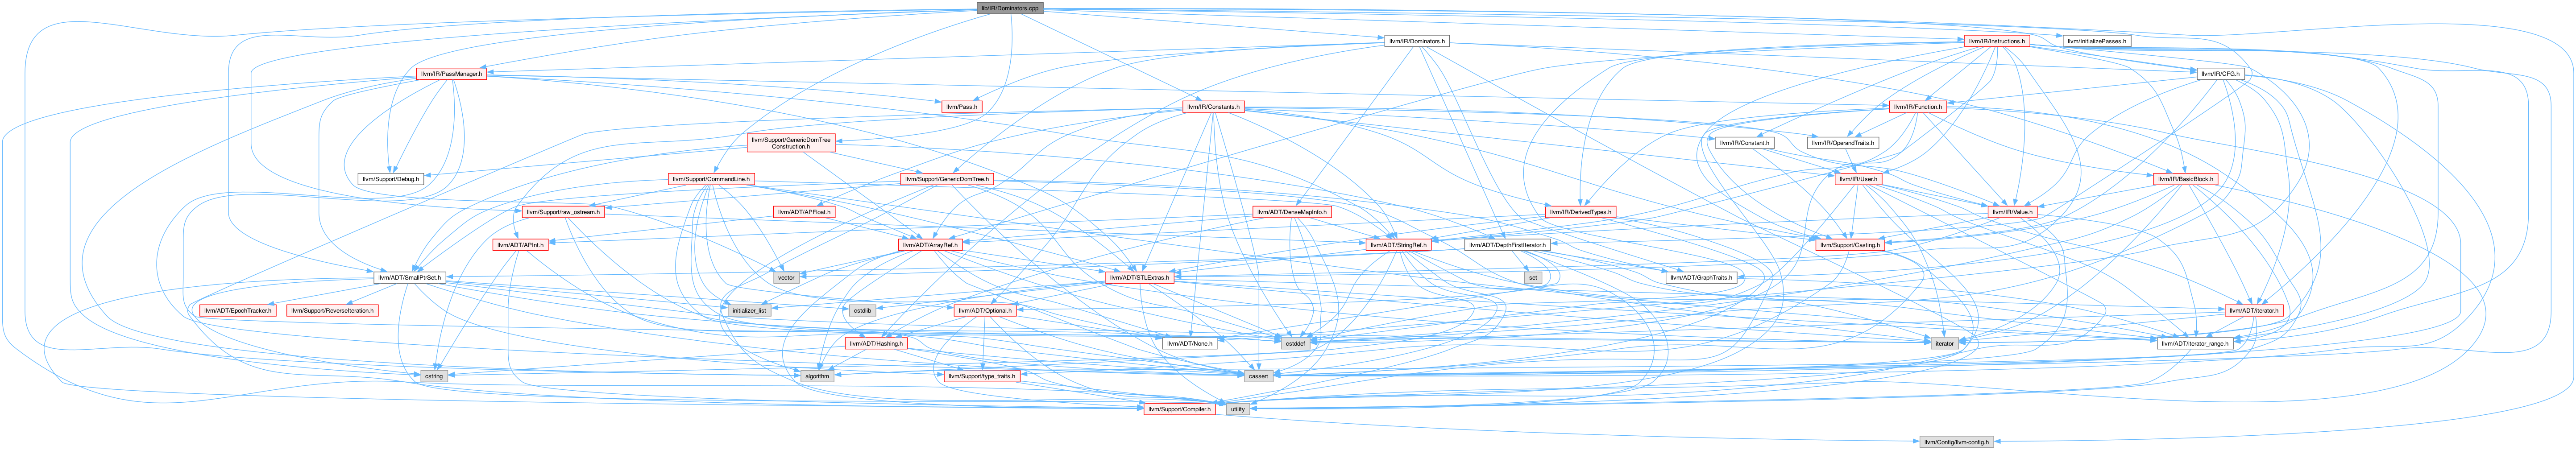 lib/IR/Dominators.cpp
llvm/IR/Dominators.h
llvm/IR/Instructions.h
llvm/InitializePasses.h
llvm/IR/PassManager.h
llvm/IR/CFG.h
llvm/Pass.h
llvm/IR/Constants.h
llvm/IR/Function.h
llvm/Support/GenericDomTree
Construction.h
llvm/IR/Constant.h
llvm/IR/OperandTraits.h
llvm/Support/Debug.h
llvm/Support/CommandLine.h
llvm/Support/GenericDomTree.h
llvm/IR/User.h
llvm/IR/BasicBlock.h
llvm/Support/raw_ostream.h
llvm/ADT/APFloat.h
llvm/ADT/DenseMapInfo.h
llvm/IR/DerivedTypes.h
llvm/IR/Value.h
llvm/ADT/APInt.h
llvm/ADT/ArrayRef.h
llvm/ADT/StringRef.h
llvm/ADT/DepthFirstIterator.h
llvm/Support/Casting.h
llvm/ADT/SmallPtrSet.h
vector
llvm/ADT/STLExtras.h
set
llvm/ADT/GraphTraits.h
llvm/ADT/EpochTracker.h
llvm/Support/ReverseIteration.h
initializer_list
cstdlib
llvm/ADT/Optional.h
llvm/ADT/iterator.h
llvm/ADT/Hashing.h
llvm/ADT/None.h
cstddef
iterator
llvm/ADT/iterator_range.h
cstring
algorithm
llvm/Support/type_traits.h
cassert
llvm/Support/Compiler.h
utility
llvm/Config/llvm-config.h